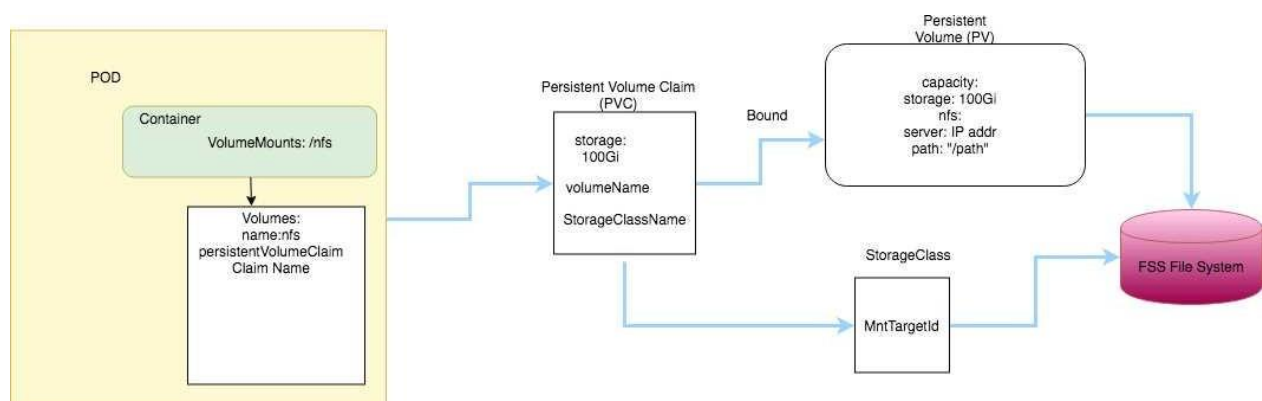 POD
Container
VolumeMounts: /nfs
Volumes:
name:nfs
persistentVolumeClaim
Claim Name
Persistent Volume Claim
(PVC)
storage:
100Gi
volumeName
StorageClassName
Bound
Persistent
Volume (PV)
capacity:
storage: 100Gi
nfs:
server: IP addr
path: "/path"
StorageClass
MntTargetId
FSS File System